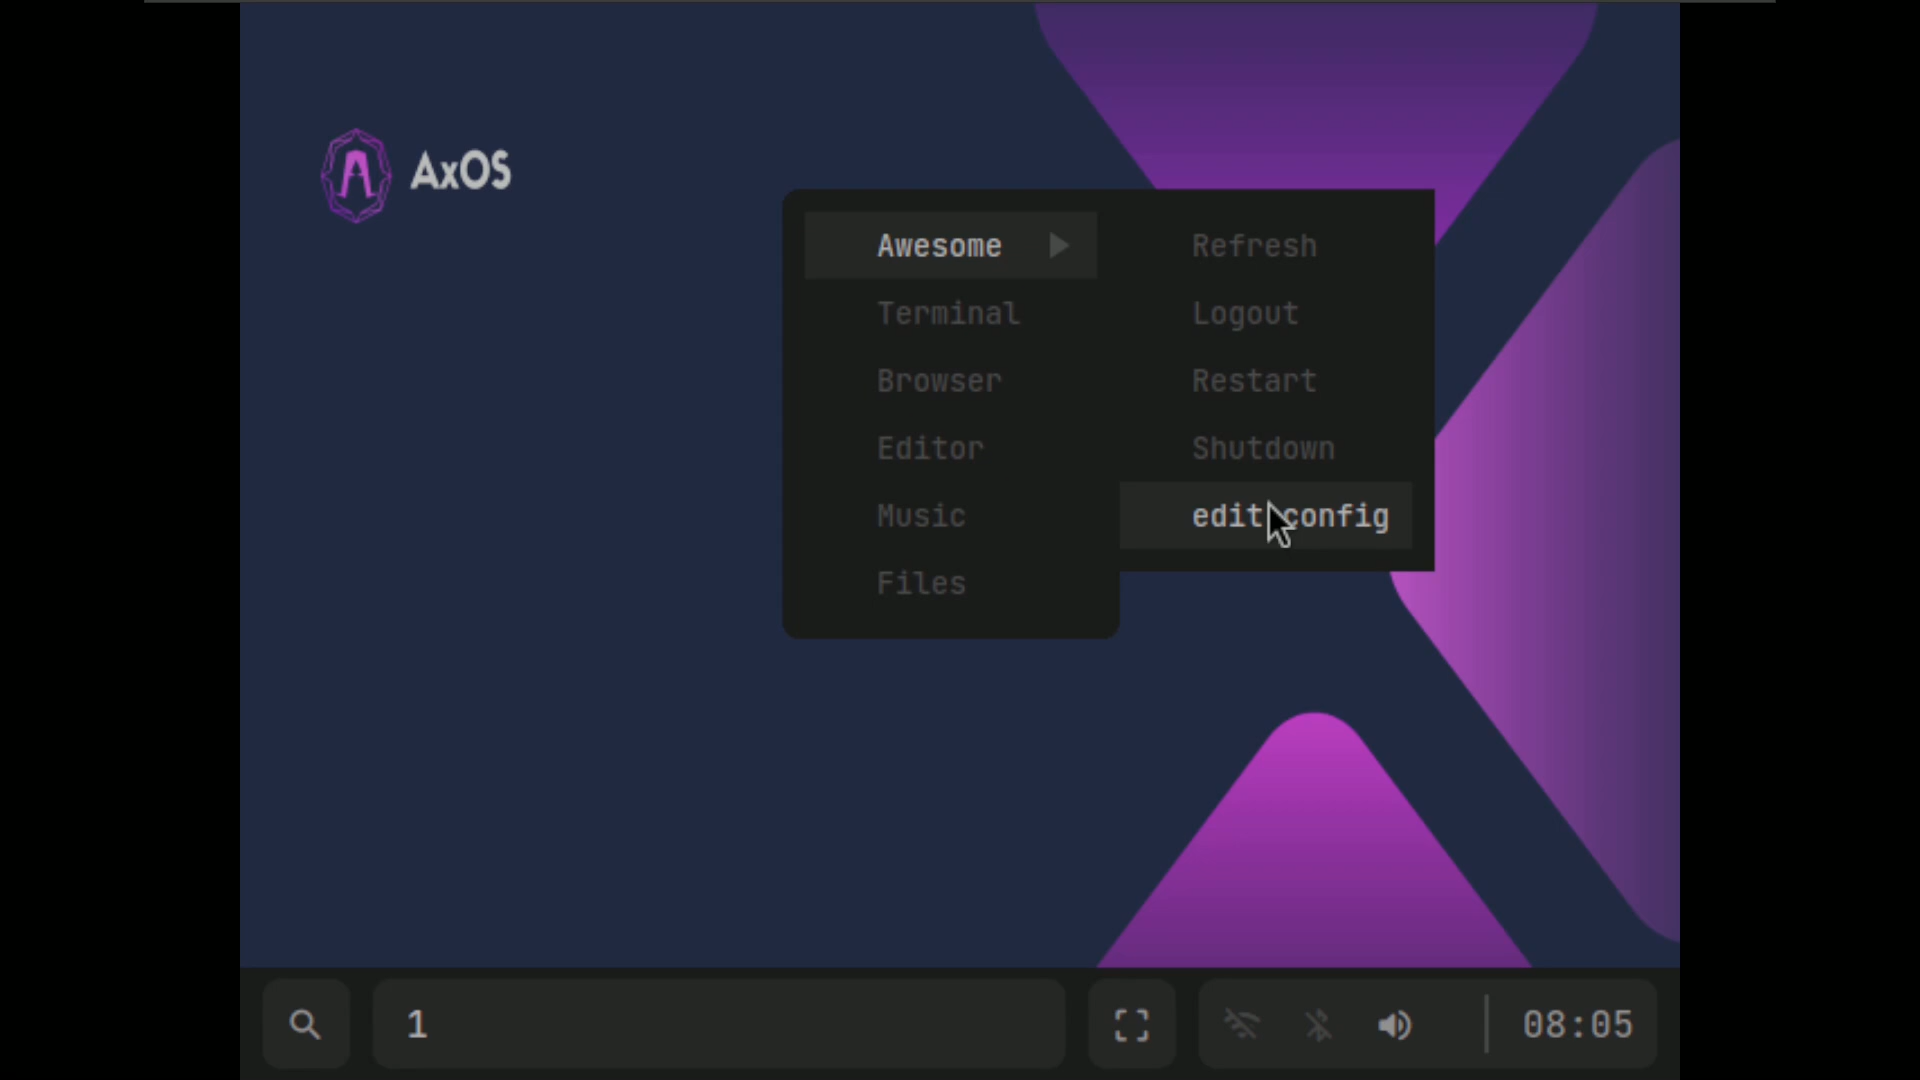 AxOS
Awesome
Terminal
Browser
Editor
Music
Files
Refresh
Logout
Restart
Shutdown
edit config
1
08:05